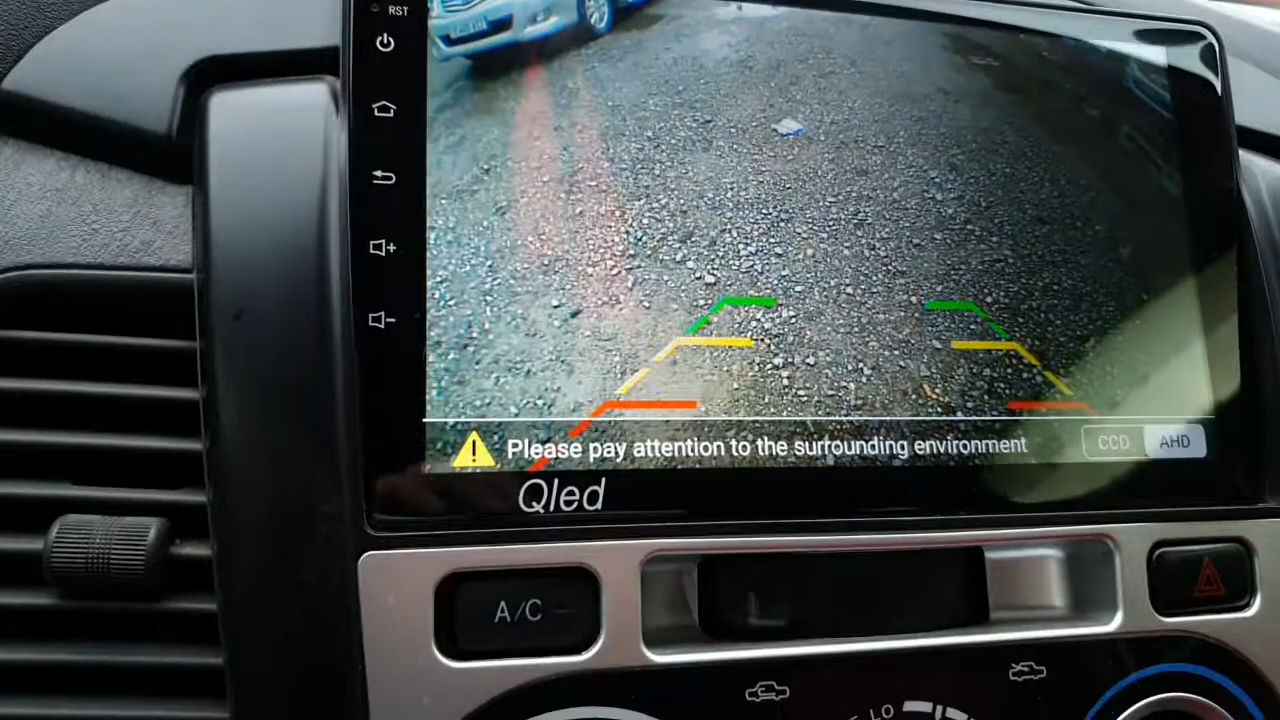 RST
Please pay attention to the surrounding environment
CCD AHD
Qled
A/C
LO